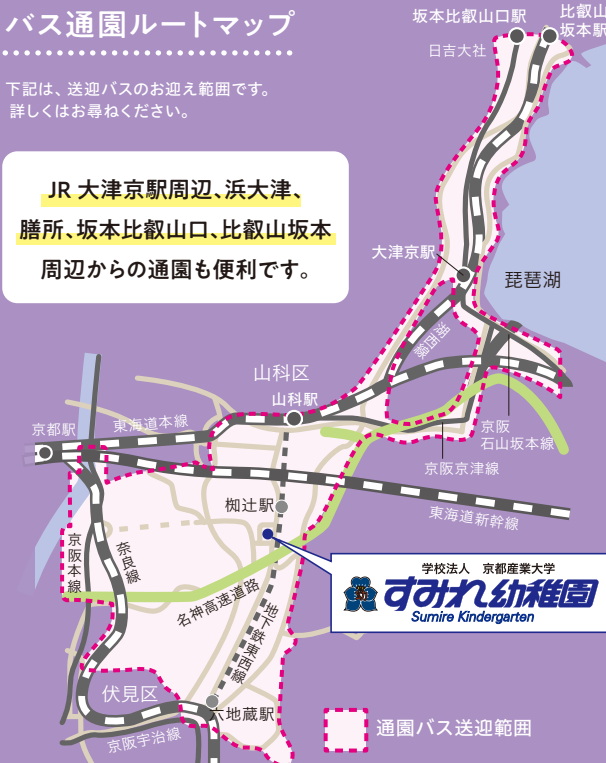 バス通園ルートマップ
下記は、送迎バスのお迎え範囲です。
詳しくはお尋ねください。
JR 大津京駅周辺、浜大津、
膳所、坂本比叡山口、比叡山坂本
周辺からの通園も便利です。
坂本比叡山口駅
比叡山
坂本駅
日吉大社
大津京駅
琵琶湖
湖西線
山科区
山科駅
京都駅
東海道本線
京阪
石山坂本線
京阪京津線
椥辻駅
東海道新幹線
京阪本線
奈良線
名神高速道路
地下鉄東西線
学校法人 京都産業大学
すみれ幼稚園
Sumire Kindergarten
伏見区
六地蔵駅
京阪宇治線
通園バス送迎範囲